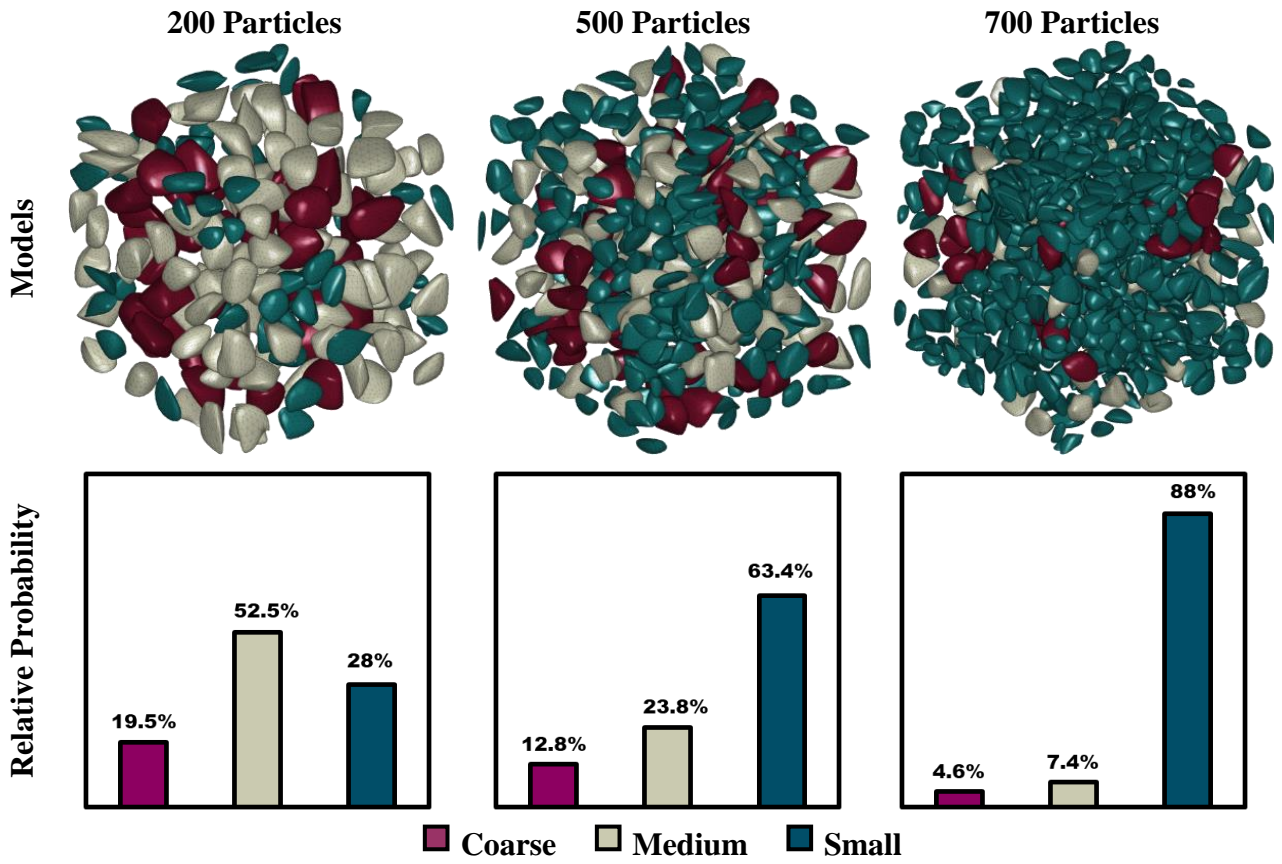 200 Particles
500 Particles
700 Particles
Models
Relative Probability
19.5%
52.5%
28%
12.8%
23.8%
63.4%
4.6%
7.4%
88%
Coarse
Medium
Small